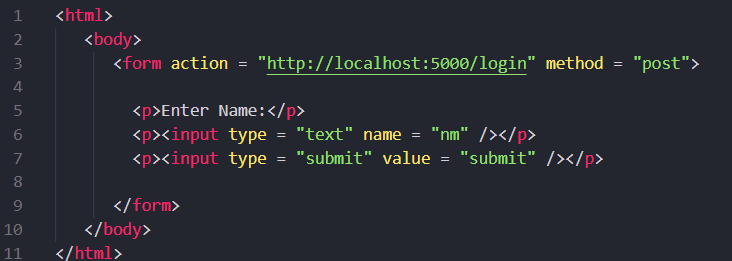 1 <html>
2 <body>
3 <form action = "http://localhost:5000/login" method = "post">
4
5 <p>Enter Name:</p>
6 <p><input type = "text" name = "nm" /></p>
7 <p><input type = "submit" value = "submit" /></p>
8
9 </form>
10 </body>
11 </html>